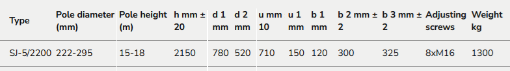 Type Pole diameter (mm) Pole height (m) h mm ± 20 d 1 mm d 2 mm u mm 10 u 1 mm b 1 mm b 2 mm ± 2 b 3 mm ± 2 Adjusting screws Weight kg
SJ-5/2200 222-295 15-18 2150 780 520 710 150 120 300 325 8xM16 1300